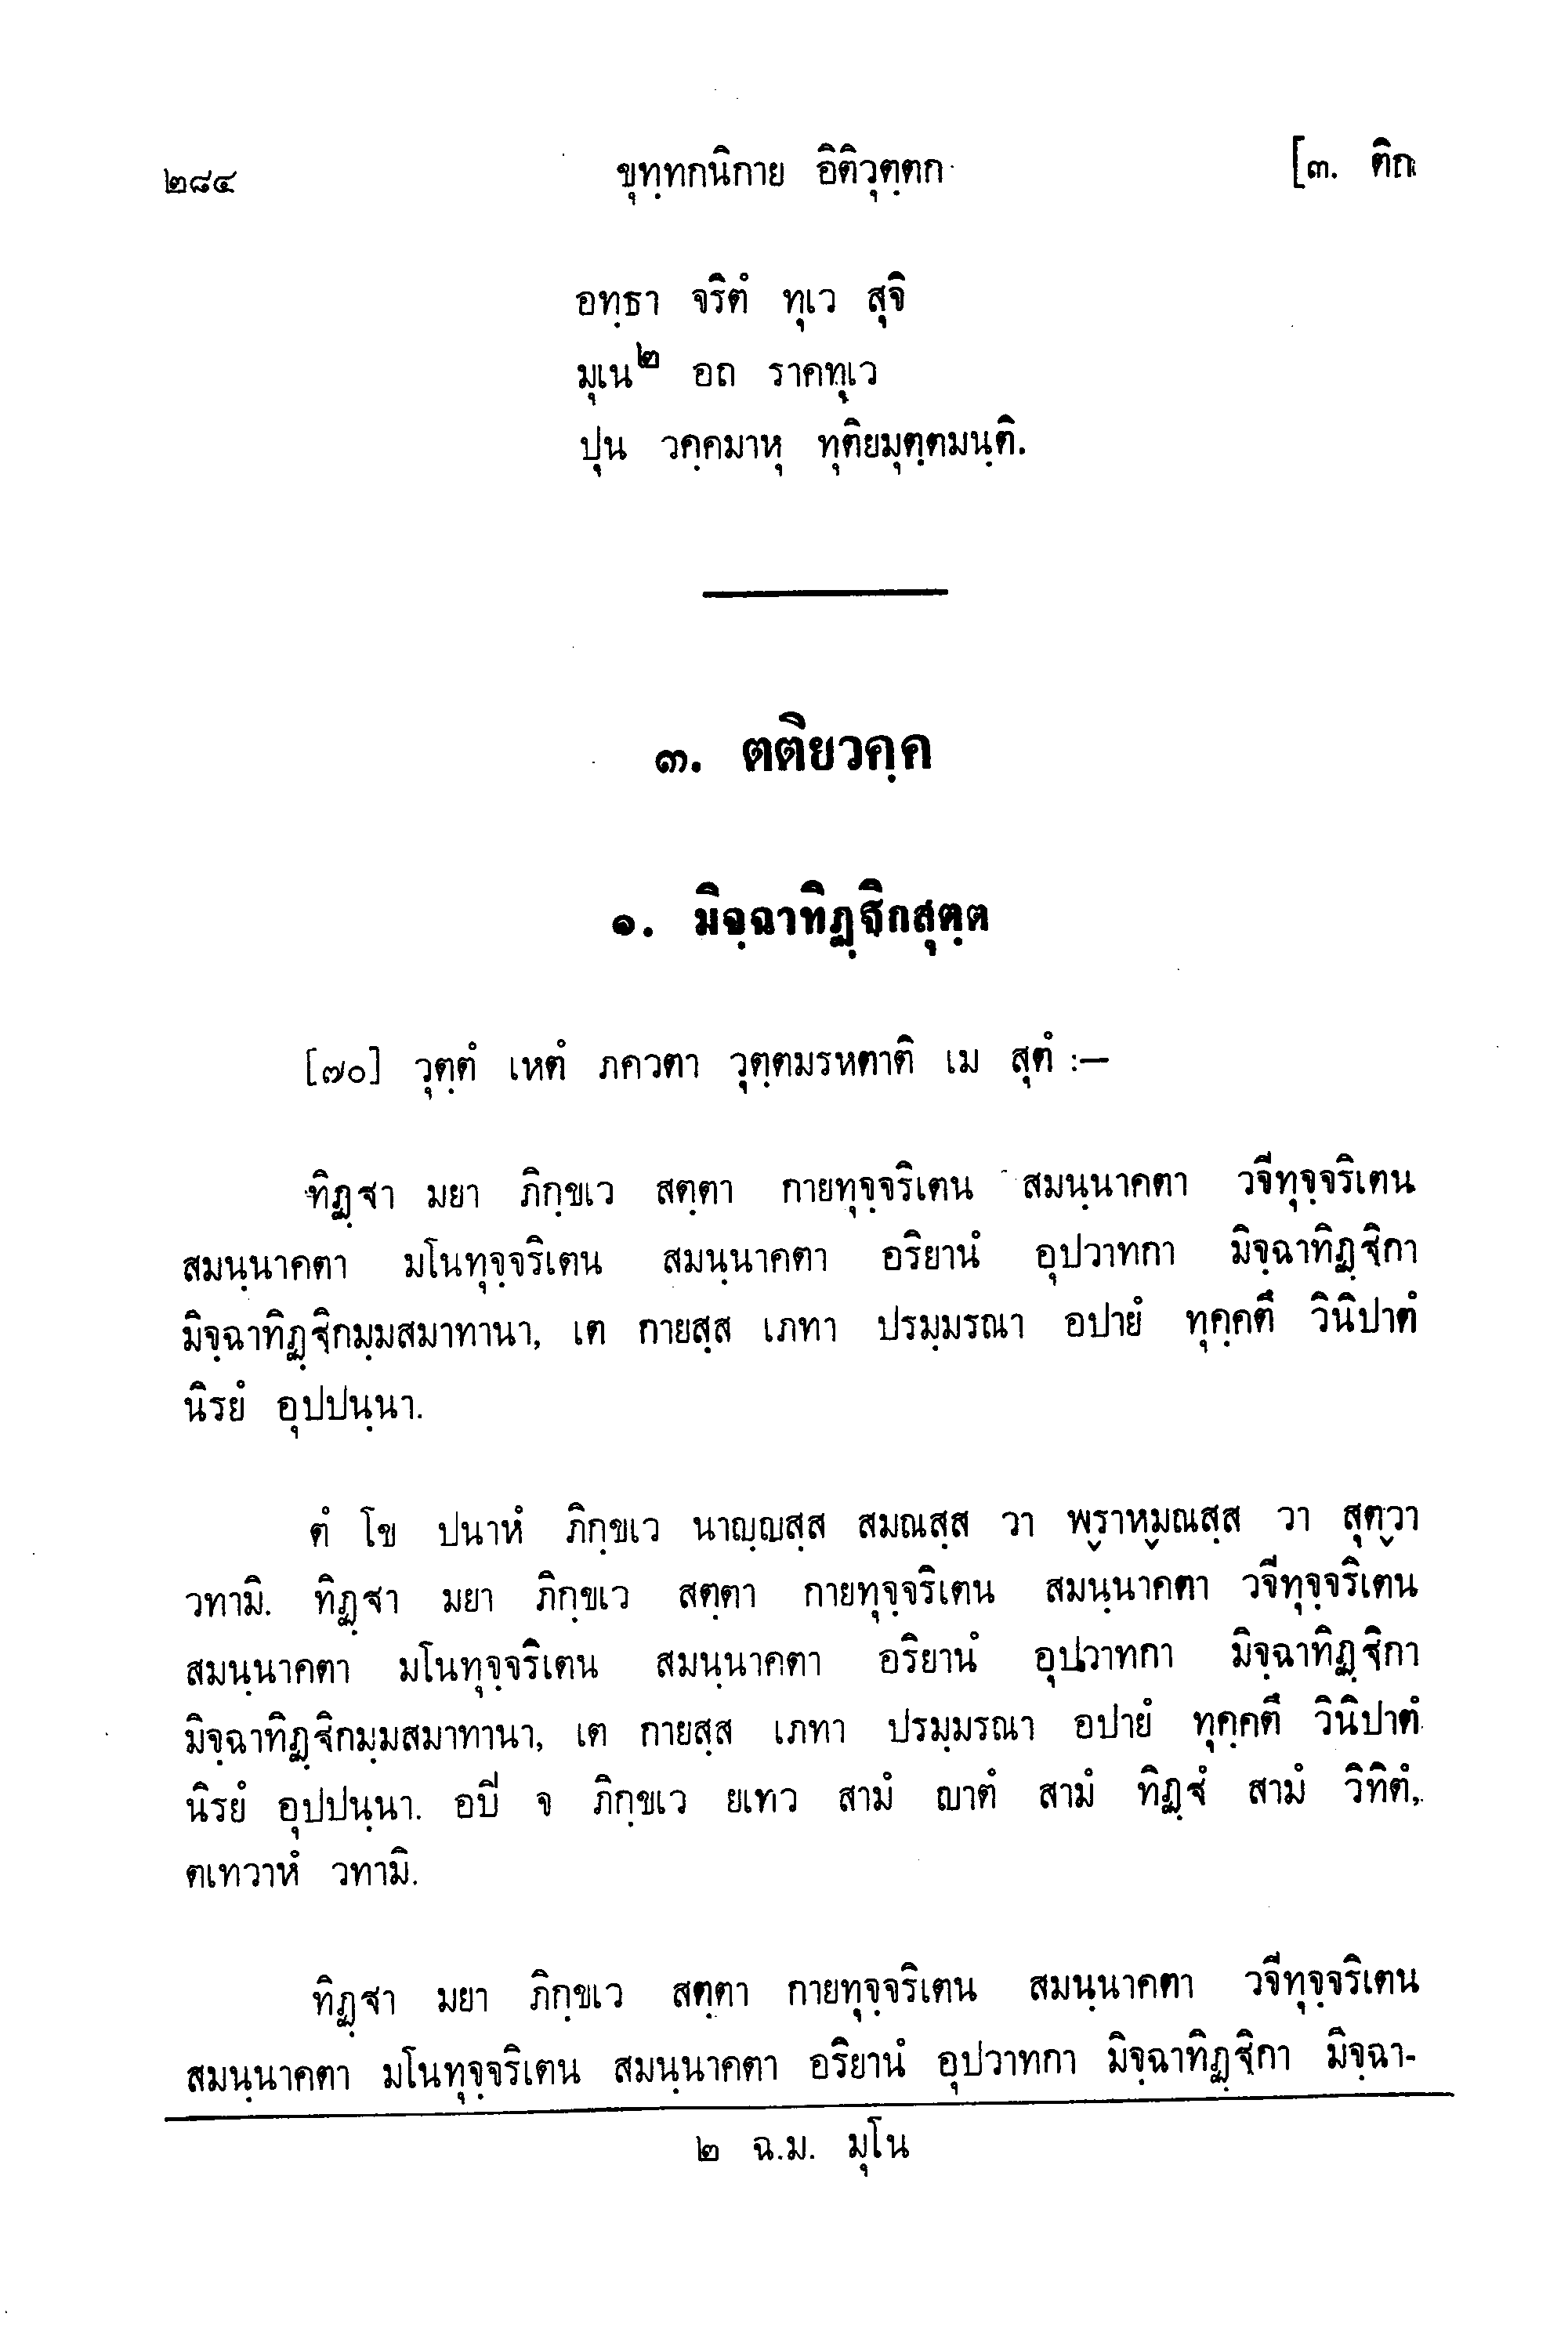 ๒๘๔ ขุทฺทกนิกาย อิติวุตฺตก [๓. ติก
อทฺธา จริตํ ทุเว สุจิ
มุเน๒ อถ ราคทุเว
ปุน วคฺคมาหุ ทุติยมุตฺตมนฺติ.
๓. ตติยวคฺค
๑. มิจฺฉาทิฏฺฐิกสุตฺต
[๗๐] วุตฺตํ เหตํ ภควตา วุตฺตมรหตาติ เม สุตํ :—
ทิฏฺฐา มยา ภิกฺขเว สตฺตา กายทุจฺจริเตน สมนฺนาคตา วจีทุจฺจริเตน
สมนฺนาคตา มโนทุจฺจริเตน สมนฺนาคตา อริยานํ อุปวาทกา มิจฺฉาทิฏฺฐิกา
มิจฺฉาทิฏฺฐิกมฺมสมาทานา, เต กายสฺส เภทา ปรมฺมรณา อปายํ ทุคฺคตึ วินิปาตํ
นิรยํ อุปปนฺนา.
ตํ โข ปนาหํ ภิกฺขเว นาญฺญสฺส สมณสฺส วา พฺราหฺมณสฺส วา สุตฺวา
วทามิ. ทิฏฺฐา มยา ภิกฺขเว สตฺตา กายทุจฺจริเตน สมนฺนาคตา วจีทุจฺจริเตน
สมนฺนาคตา มโนทุจฺจริเตน สมนฺนาคตา อริยานํ อุปวาทกา มิจฺฉาทิฏฺฐิกา
มิจฺฉาทิฏฺฐิกมฺมสมาทานา, เต กายสฺส เภทา ปรมฺมรณา อปายํ ทุคฺคตึ วินิปาตํ
นิรยํ อุปปนฺนา. อปิ จ ภิกฺขเว ยเทว สามํ ญาตํ สามํ ทิฏฺฐํ สามํ วิทิตํ,
ตเทวาหํ วทามิ.
ทิฏฺฐา มยา ภิกฺขเว สตฺตา กายทุจฺจริเตน สมนฺนาคตา วจีทุจฺจริเตน
สมนฺนาคตา มโนทุจฺจริเตน สมนฺนาคตา อริยานํ อุปวาทกา มิจฺฉาทิฏฺฐิกา มิจฺฉา-
๒ ฉ.ม. มุโน